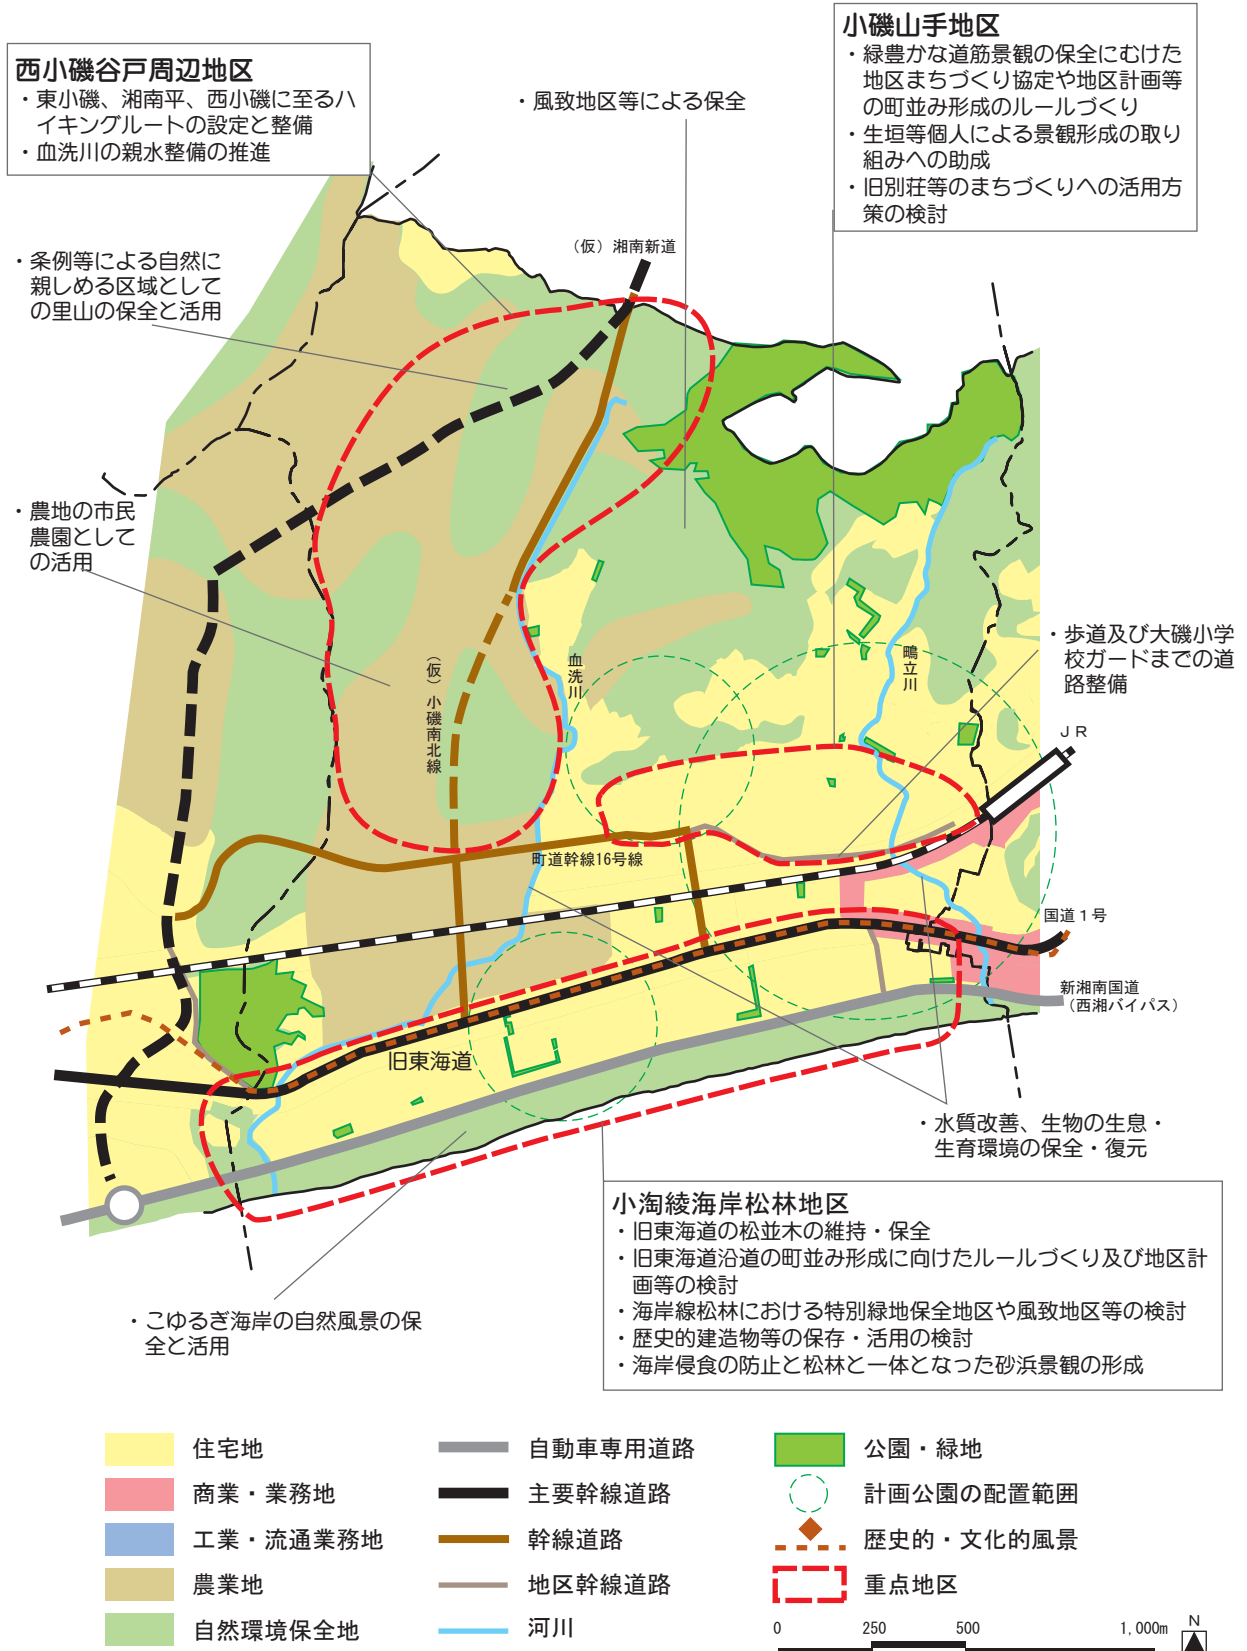 小磯山手地区
・緑豊かな道筋景観の保全にむけた
地区まちづくり協定や地区計画等
の町並み形成のルールづくり
・生垣等個人による景観形成の取り
組みへの助成
・旧別荘等のまちづくりへの活用方
策の検討
西小磯谷戸周辺地区
・東小磯、湘南平、西小磯に至るハ
イキングルートの設定と整備
・血洗川の親水整備の推進
・風致地区等による保全
（仮）湘南新道
・条例等による自然に
親しめる区域として
の里山の保全と活用
・農地の市民
農園として
の活用
・歩道及び大磯小学
校ガードまでの道
路整備
血洗川
鴫立川
（仮）小磯南北線
ＪＲ
町道幹線16号線
国道１号
新湘南国道
（西湘バイパス）
旧東海道
・水質改善、生物の生息・
生育環境の保全・復元
小淘綾海岸松林地区
・旧東海道の松並木の維持・保全
・旧東海道沿道の町並み形成に向けたルールづくり及び地区計
画等の検討
・海岸線松林における特別緑地保全地区や風致地区等の検討
・歴史的建造物等の保存・活用の検討
・海岸侵食の防止と松林と一体となった砂浜景観の形成
・こゆるぎ海岸の自然風景の保
全と活用
住宅地
商業・業務地
工業・流通業務地
農業地
自然環境保全地
自動車専用道路
主要幹線道路
幹線道路
地区幹線道路
河川
公園・緑地
計画公園の配置範囲
歴史的・文化的風景
重点地区
0 250 500 1,000m
N